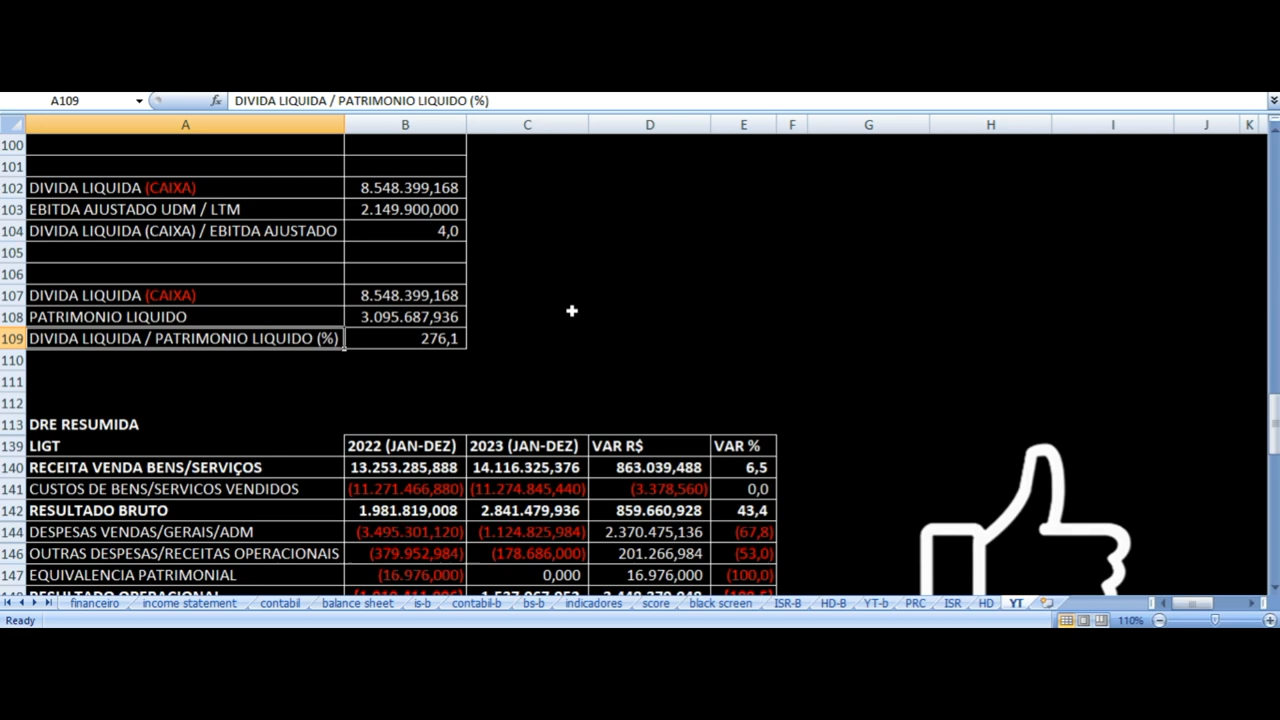 A109 fx DIVIDA LIQUIDA / PATRIMONIO LIQUIDO (%)
A B C D E F G H I J K
100
101
102 DIVIDA LIQUIDA (CAIXA) 8.548.399,168
103 EBITDA AJUSTADO UDM / LTM 2.149.900,000
104 DIVIDA LIQUIDA (CAIXA) / EBITDA AJUSTADO 4,0
105
106
107 DIVIDA LIQUIDA (CAIXA) 8.548.399,168
108 PATRIMONIO LIQUIDO 3.095.687,936
109 DIVIDA LIQUIDA / PATRIMONIO LIQUIDO (%) 276,1
110
111
112
113 DRE RESUMIDA
139 LIGT 2022 (JAN-DEZ) 2023 (JAN-DEZ) VAR R$ VAR %
140 RECEITA VENDA BENS/SERVIÇOS 13.253.285,888 14.116.325,376 863.039,488 6,5
141 CUSTOS DE BENS/SERVICOS VENDIDOS (11.271.466,880) (11.274.845,440) (3.378,560) 0,0
142 RESULTADO BRUTO 1.981.819,008 2.841.479,936 859.660,928 43,4
144 DESPESAS VENDAS/GERAIS/ADM (3.495.301,120) (1.124.825,984) 2.370.475,136 (67,8)
146 OUTRAS DESPESAS/RECEITAS OPERACIONAIS (379.952,984) (178.686,000) 201.266,984 (53,0)
147 EQUIVALENCIA PATRIMONIAL (16.976,000) 0,000 16.976,000 (100,0)
financeiro income statement contabil balance sheet is-b contabil-b bs-b indicadores score black screen ISR-B HD-B YT-b PRC ISR HD YT
Ready 110%